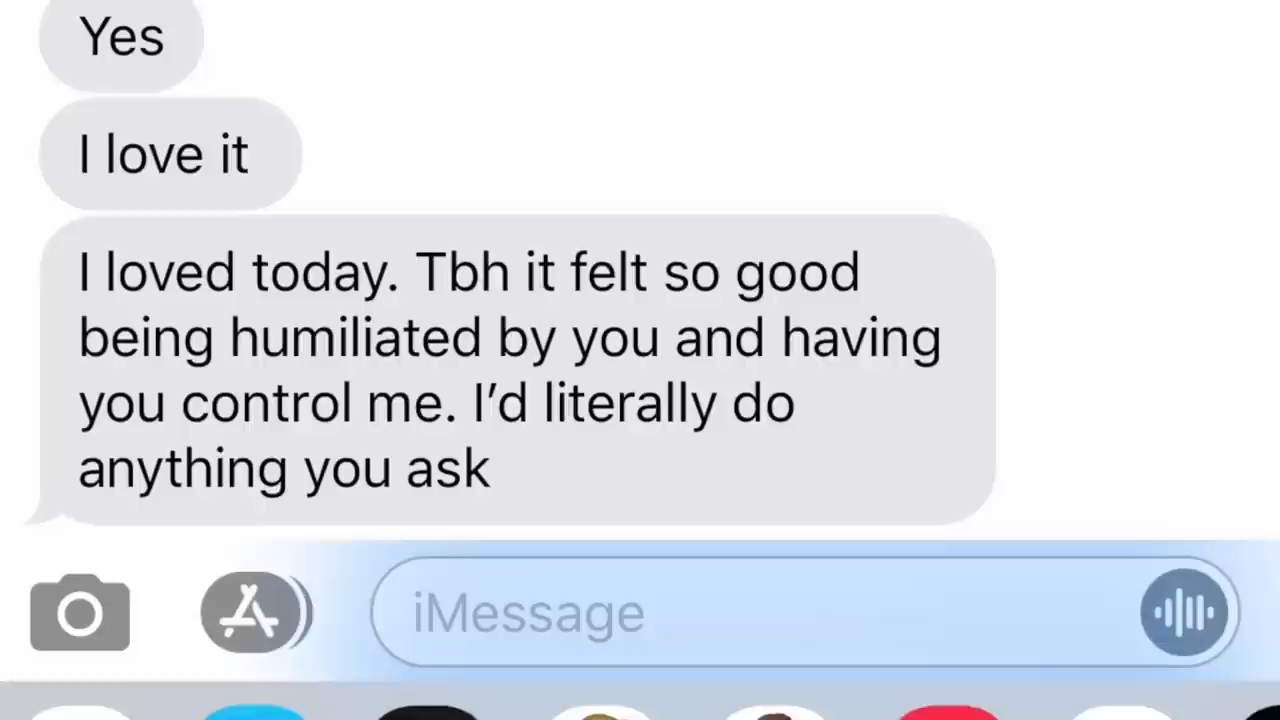 Yes
I love it
I loved today. Tbh it felt so good
being humiliated by you and having
you control me. I’d literally do
anything you ask
iMessage